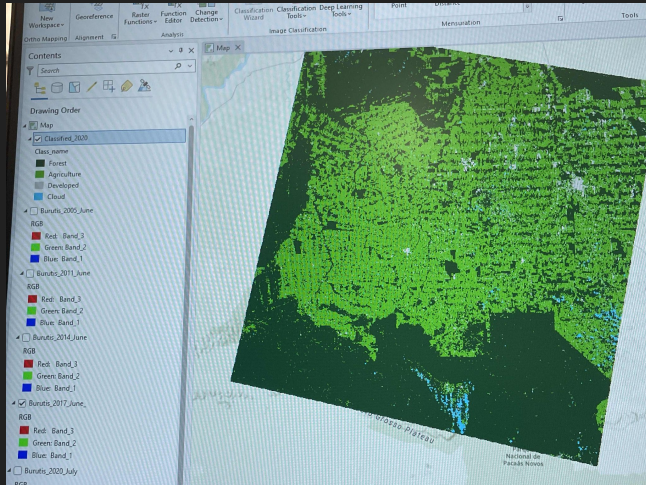 New
Workspace
Georeference
Raster
Functions
Function
Editor
Change
Detection
Classification
Wizard
Classification
Tools
Deep Learning
Tools
Point
Distance
Ortho Mapping
Alignment
Analysis
Image Classification
Mensuration
Tools
Contents
Search
Drawing Order
Map
Classified_2020
Class_name
Forest
Agriculture
Developed
Cloud
Burutis_2005_June
RGB
Red: Band_3
Green: Band_2
Blue: Band_1
Burutis_2011_June
RGB
Red: Band_3
Green: Band_2
Blue: Band_1
Burutis_2014_June
RGB
Red: Band_3
Green: Band_2
Blue: Band_1
Burutis_2017_June_
RGB
Red: Band_3
Green: Band_2
Blue: Band_1
Burutis_2020_July
RGB
Map
Grosso-Plateau
Nacional de
Pacaás Novos